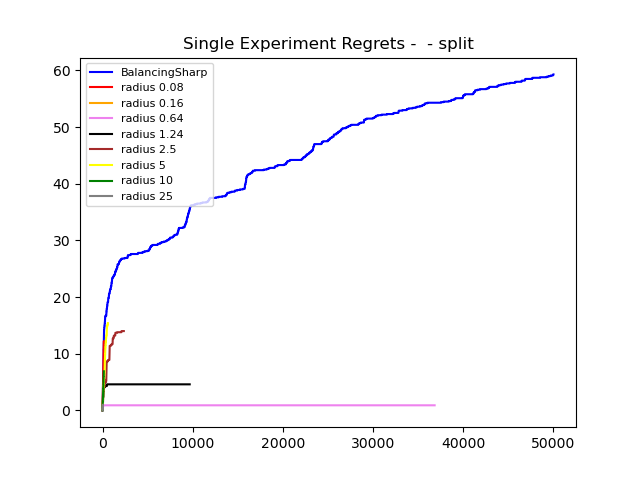 Single Experiment Regrets -  - split
BalancingSharp
radius 0.08
radius 0.16
radius 0.64
radius 1.24
radius 2.5
radius 5
radius 10
radius 25
60
50
40
30
20
10
0
0 10000 20000 30000 40000 50000